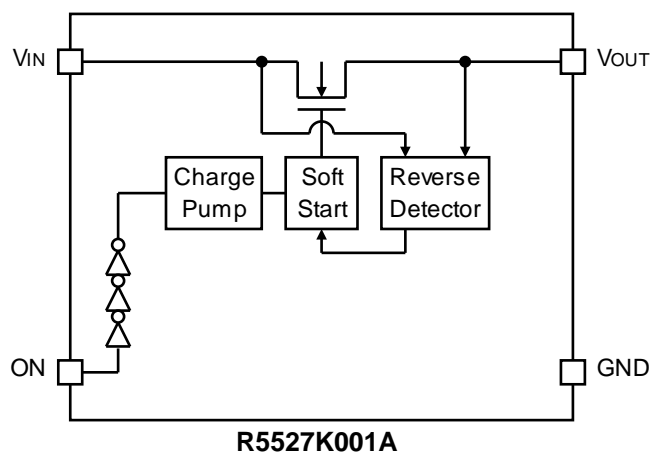 VIN
VOUT
Charge
Pump
Soft
Start
Reverse
Detector
ON
GND
R5527K001A